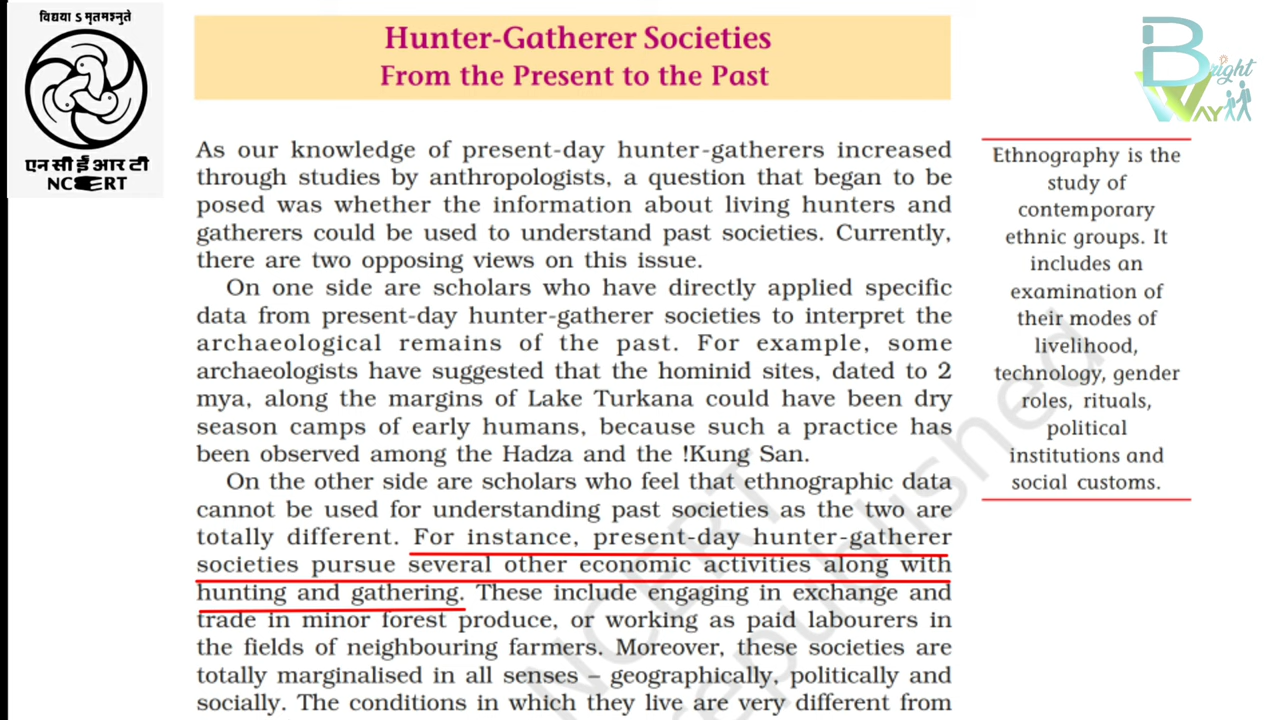 विद्यया ऽ मृतमश्नुते
एन सी ई आर टी
NCERT
Bright
WAY
Hunter-Gatherer Societies
From the Present to the Past
As our knowledge of present-day hunter-gatherers increased
through studies by anthropologists, a question that began to be
posed was whether the information about living hunters and
gatherers could be used to understand past societies. Currently,
there are two opposing views on this issue.
On one side are scholars who have directly applied specific
data from present-day hunter-gatherer societies to interpret the
archaeological remains of the past. For example, some
archaeologists have suggested that the hominid sites, dated to 2
mya, along the margins of Lake Turkana could have been dry
season camps of early humans, because such a practice has
been observed among the Hadza and the !Kung San.
On the other side are scholars who feel that ethnographic data
cannot be used for understanding past societies as the two are
totally different. For instance, present-day hunter-gatherer
societies pursue several other economic activities along with
hunting and gathering. These include engaging in exchange and
trade in minor forest produce, or working as paid labourers in
the fields of neighbouring farmers. Moreover, these societies are
totally marginalised in all senses – geographically, politically and
socially. The conditions in which they live are very different from
Ethnography is the
study of
contemporary
ethnic groups. It
includes an
examination of
their modes of
livelihood,
technology, gender
roles, rituals,
political
institutions and
social customs.
NCERT
republished